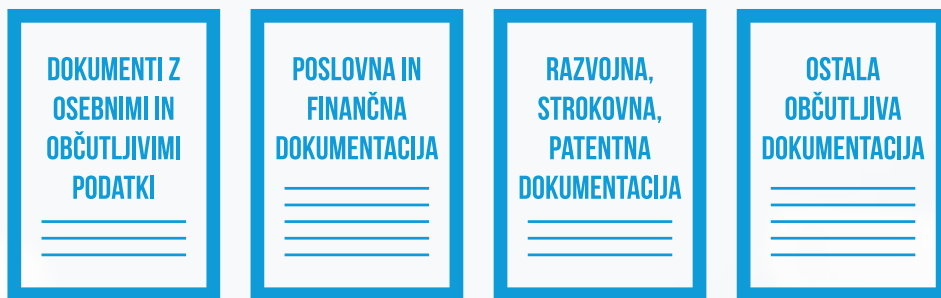 DOKUMENTI Z
OSEBNIMI IN
OBČUTLJIVIMI
PODATKI
POSLOVNA IN
FINANČNA
DOKUMENTACIJA
RAZVOJNA,
STROKOVNA,
PATENTNA
DOKUMENTACIJA
OSTALA
OBČUTLJIVA
DOKUMENTACIJA